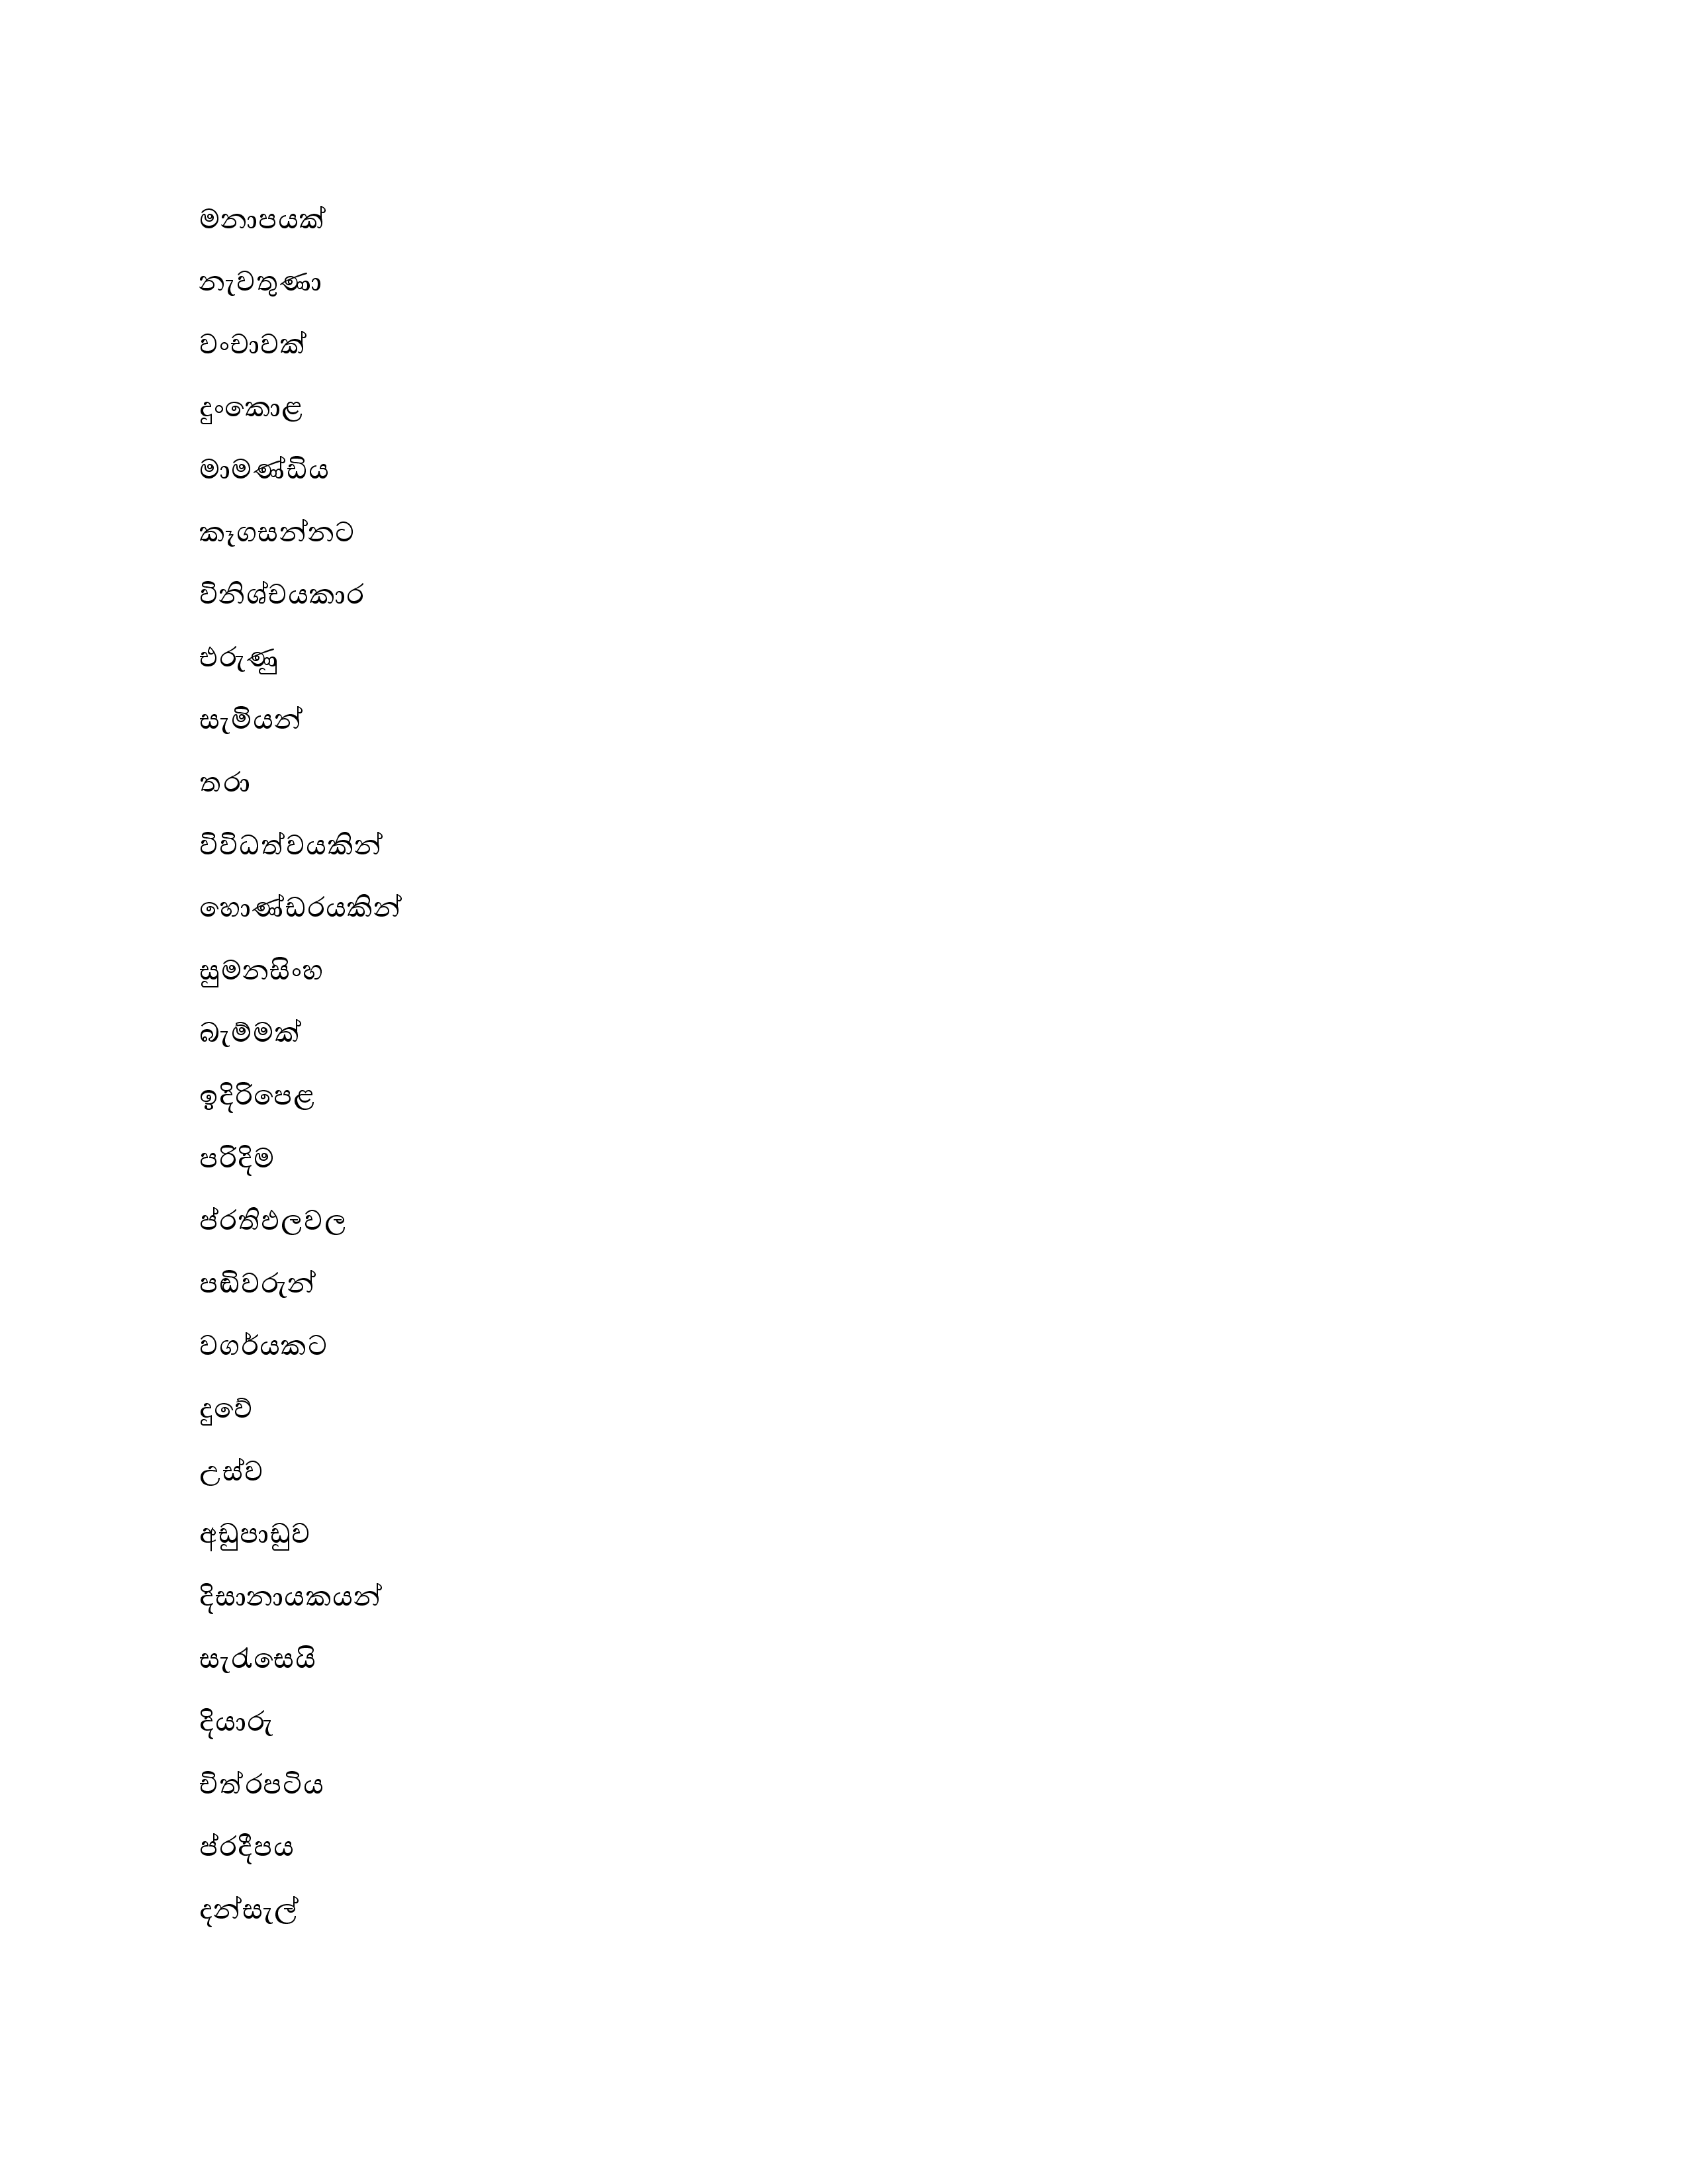 මනාපයක්
නැවතුණා
වංචාවක්
දුංකොළ
මාමණ්ඩිය
කෑගසන්නට
විනිශ්චයකාර
එරුණු
සැමියන්
තරා
විවිධත්වයකින්
හොණ්ඩරයකින්
සුමනසිංහ
බැම්මක්
ඉදිරිපෙළ
පරිදිම
ප්රතිඵලවල
පඬිවරුන්
වගර්යකට
දුවේ
උස්ව
අඩුපාඩුව
දිසානායකයන්
සැරැසෙයි
දියාරු
චිත්රපටිය
ප්රදීපය
දන්සැල්